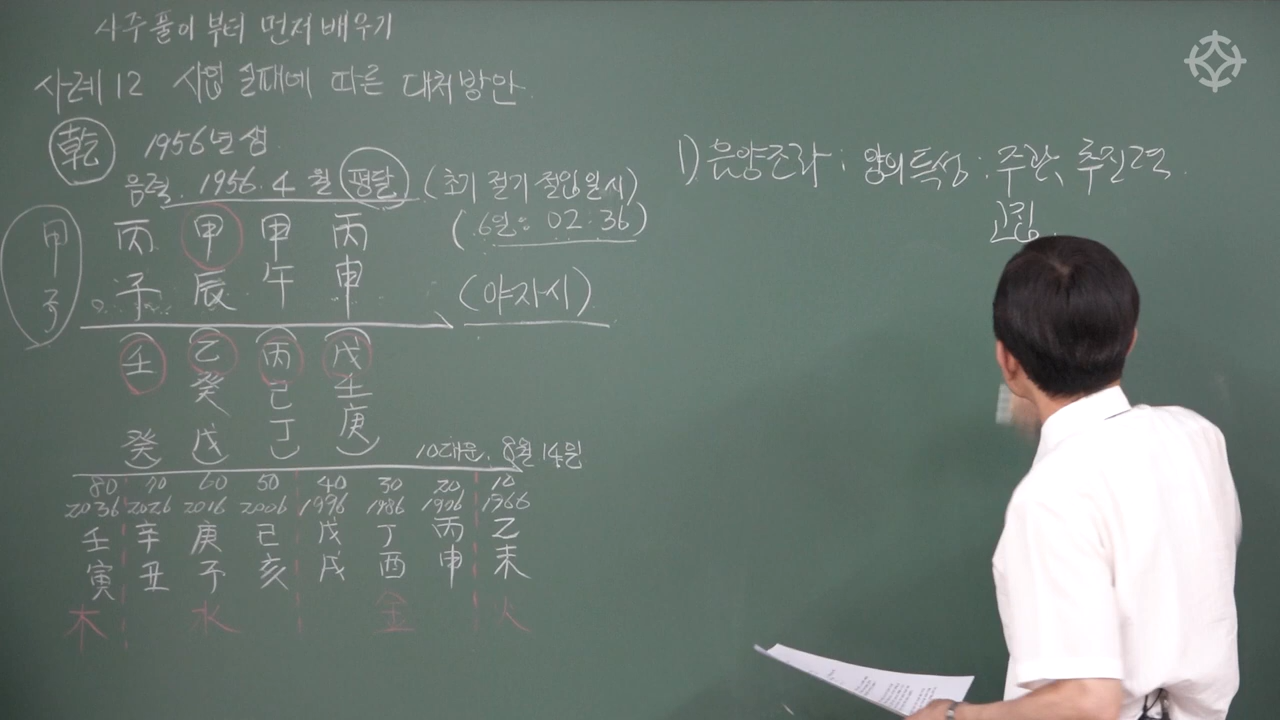 사주풀이부터 먼저배우기
사례12 사업실패에 따른 대처방안.
乾 1956년생
음력. 1956. 4월 평달 (초기 절기 절입일시)
(6일 : 02:36)
甲 丙 甲 甲 丙
子 子 辰 午 申 (야자시)
壬 乙 丙 戊
癸 己 壬
癸 戊 丁 庚
10대운. 8월 14일
80 70 60 50 40 30 20 10
2036 2026 2016 2006 1996 1986 1966
壬 辛 庚 己 戊 丁 丙 乙
寅 丑 子 亥 戌 酉 申 未
木 水 金 火
1) 음양조라 : 양의특성 : 주관, 추진력.
고집.